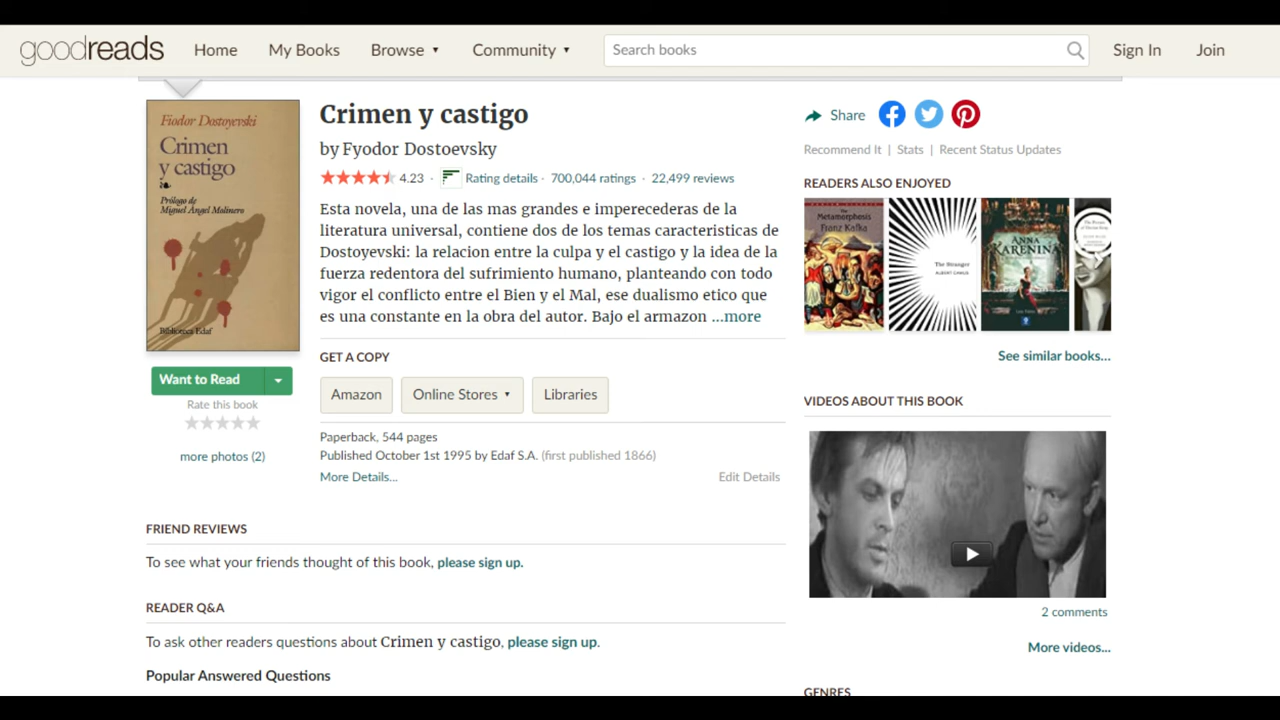 goodreads Home My Books Browse ▼ Community ▼ Search books Sign In Join
Fiodor Dostoyevski
Crimen
y castigo
Prólogo de
Miguel Angel Molinero
Biblioteca Edaf
Want to Read
Rate this book
more photos (2)
Crimen y castigo
by Fyodor Dostoevsky
4.23 · Rating details · 700,044 ratings · 22,499 reviews
Esta novela, una de las mas grandes e imperecederas de la
literatura universal, contiene dos de los temas caracteristicas de
Dostoyevski: la relacion entre la culpa y el castigo y la idea de la
fuerza redentora del sufrimiento humano, planteando con todo
vigor el conflicto entre el Bien y el Mal, ese dualismo etico que
es una constante en la obra del autor. Bajo el armazon ...more
GET A COPY
Amazon Online Stores ▼ Libraries
Paperback, 544 pages
Published October 1st 1995 by Edaf S.A. (first published 1866)
More Details... Edit Details
FRIEND REVIEWS
To see what your friends thought of this book, please sign up.
READER Q&A
To ask other readers questions about Crimen y castigo, please sign up.
Popular Answered Questions
Share
Recommend It | Stats | Recent Status Updates
READERS ALSO ENJOYED
The
Metamorphosis
Franz Kafka
The Stranger
ALBERT CAMUS
ANNA
KARENINA
See similar books...
VIDEOS ABOUT THIS BOOK
2 comments
More videos...
GENRES